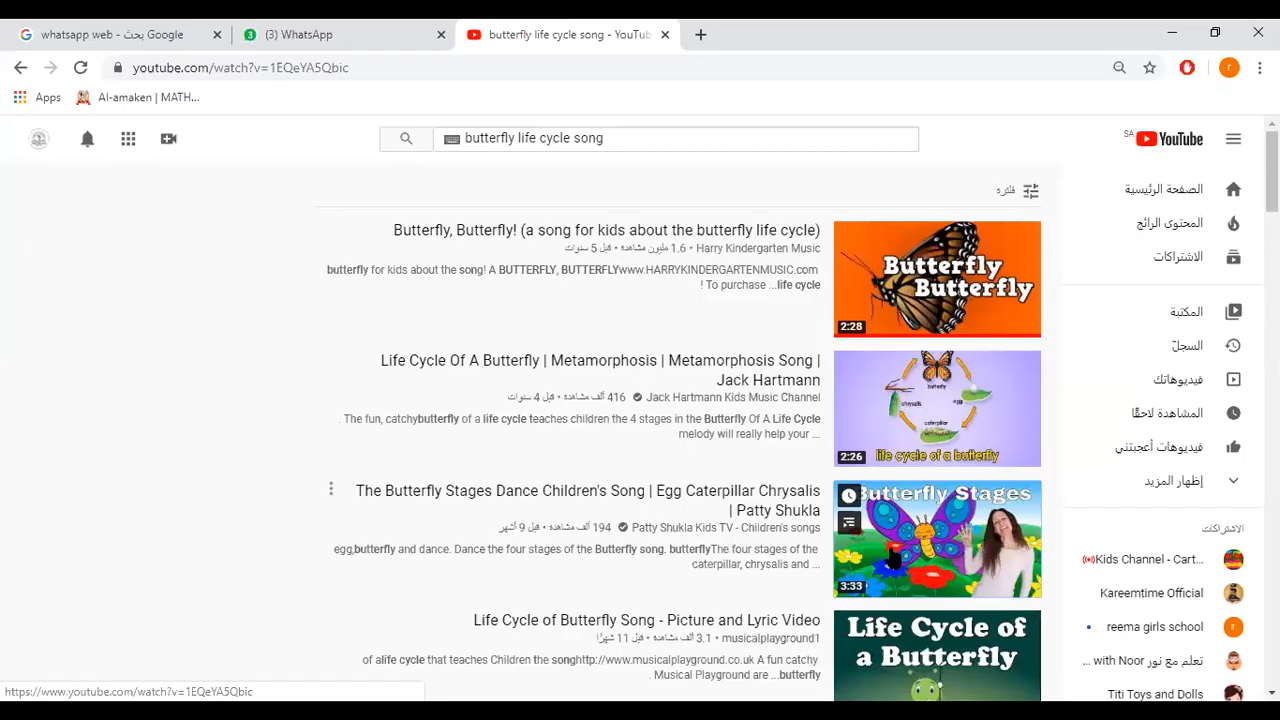 whatsapp web - بحث Google
(3) WhatsApp
butterfly life cycle song - YouTub
youtube.com/watch?v=1EQeYA5Qbic
Apps
Al-amaken | MATH...
butterfly life cycle song
YouTube
SA
فلتره
Butterfly, Butterfly! (a song for kids about the butterfly life cycle)
Harry Kindergarten Music • 1.6 مليون مشاهدة • قبل 5 سنوات
butterfly for kids about the song! A BUTTERFLY, BUTTERFLYwww.HARRYKINDERGARTENMUSIC.com
! To purchase ...life cycle
Butterfly
Butterfly
2:28
Life Cycle Of A Butterfly | Metamorphosis | Metamorphosis Song |
Jack Hartmann
Jack Hartmann Kids Music Channel 416 ألف مشاهدة • قبل 4 سنوات
. The fun, catchybutterfly of a life cycle teaches children the 4 stages in the Butterfly Of A Life Cycle
melody will really help your ...
butterfly
chrysalis
egg
caterpillar
life cycle of a butterfly
2:26
The Butterfly Stages Dance Children's Song | Egg Caterpillar Chrysalis
| Patty Shukla
Patty Shukla Kids TV - Children's songs 194 ألف مشاهدة • قبل 9 أشهر
egg,butterfly and dance. Dance the four stages of the Butterfly song. butterflyThe four stages of the
caterpillar, chrysalis and ...
Butterfly Stages
3:33
Life Cycle of Butterfly Song - Picture and Lyric Video
musicalplayground1 • 3.1 ألف مشاهدة • قبل 11 شهرًا
of alife cycle that teaches Children the songhttp://www.musicalplayground.co.uk A fun catchy
. Musical Playground are ...butterfly
Life Cycle of
a Butterfly
الصفحة الرئيسية
المحتوى الرائج
الاشتراكات
المكتبة
السجلّ
فيديوهاتك
المشاهدة لاحقًا
فيديوهات أعجبتني
إظهار المزيد
الاشتراكات
Kids Channel - Cart...
Kareemtime Official
reema girls school
تعلم مع نور with Noor ...
Titi Toys and Dolls
https://www.youtube.com/watch?v=1EQeYA5Qbic